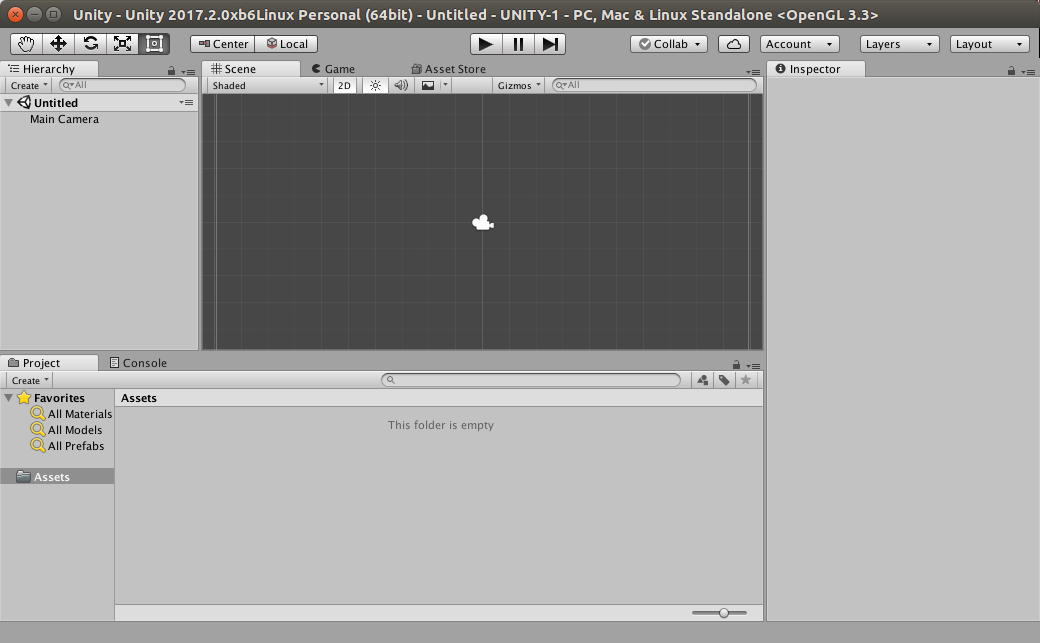 Unity - Unity 2017.2.0xb6Linux Personal (64bit) - Untitled - UNITY-1 - PC, Mac & Linux Standalone <OpenGL 3.3>
Center Local Collab Account Layers Layout
Hierarchy
Create All
Untitled
Main Camera
Scene Game Asset Store
Shaded 2D Gizmos All
Inspector
Project Console
Create
Favorites
All Materials
All Models
All Prefabs
Assets
Assets
This folder is empty